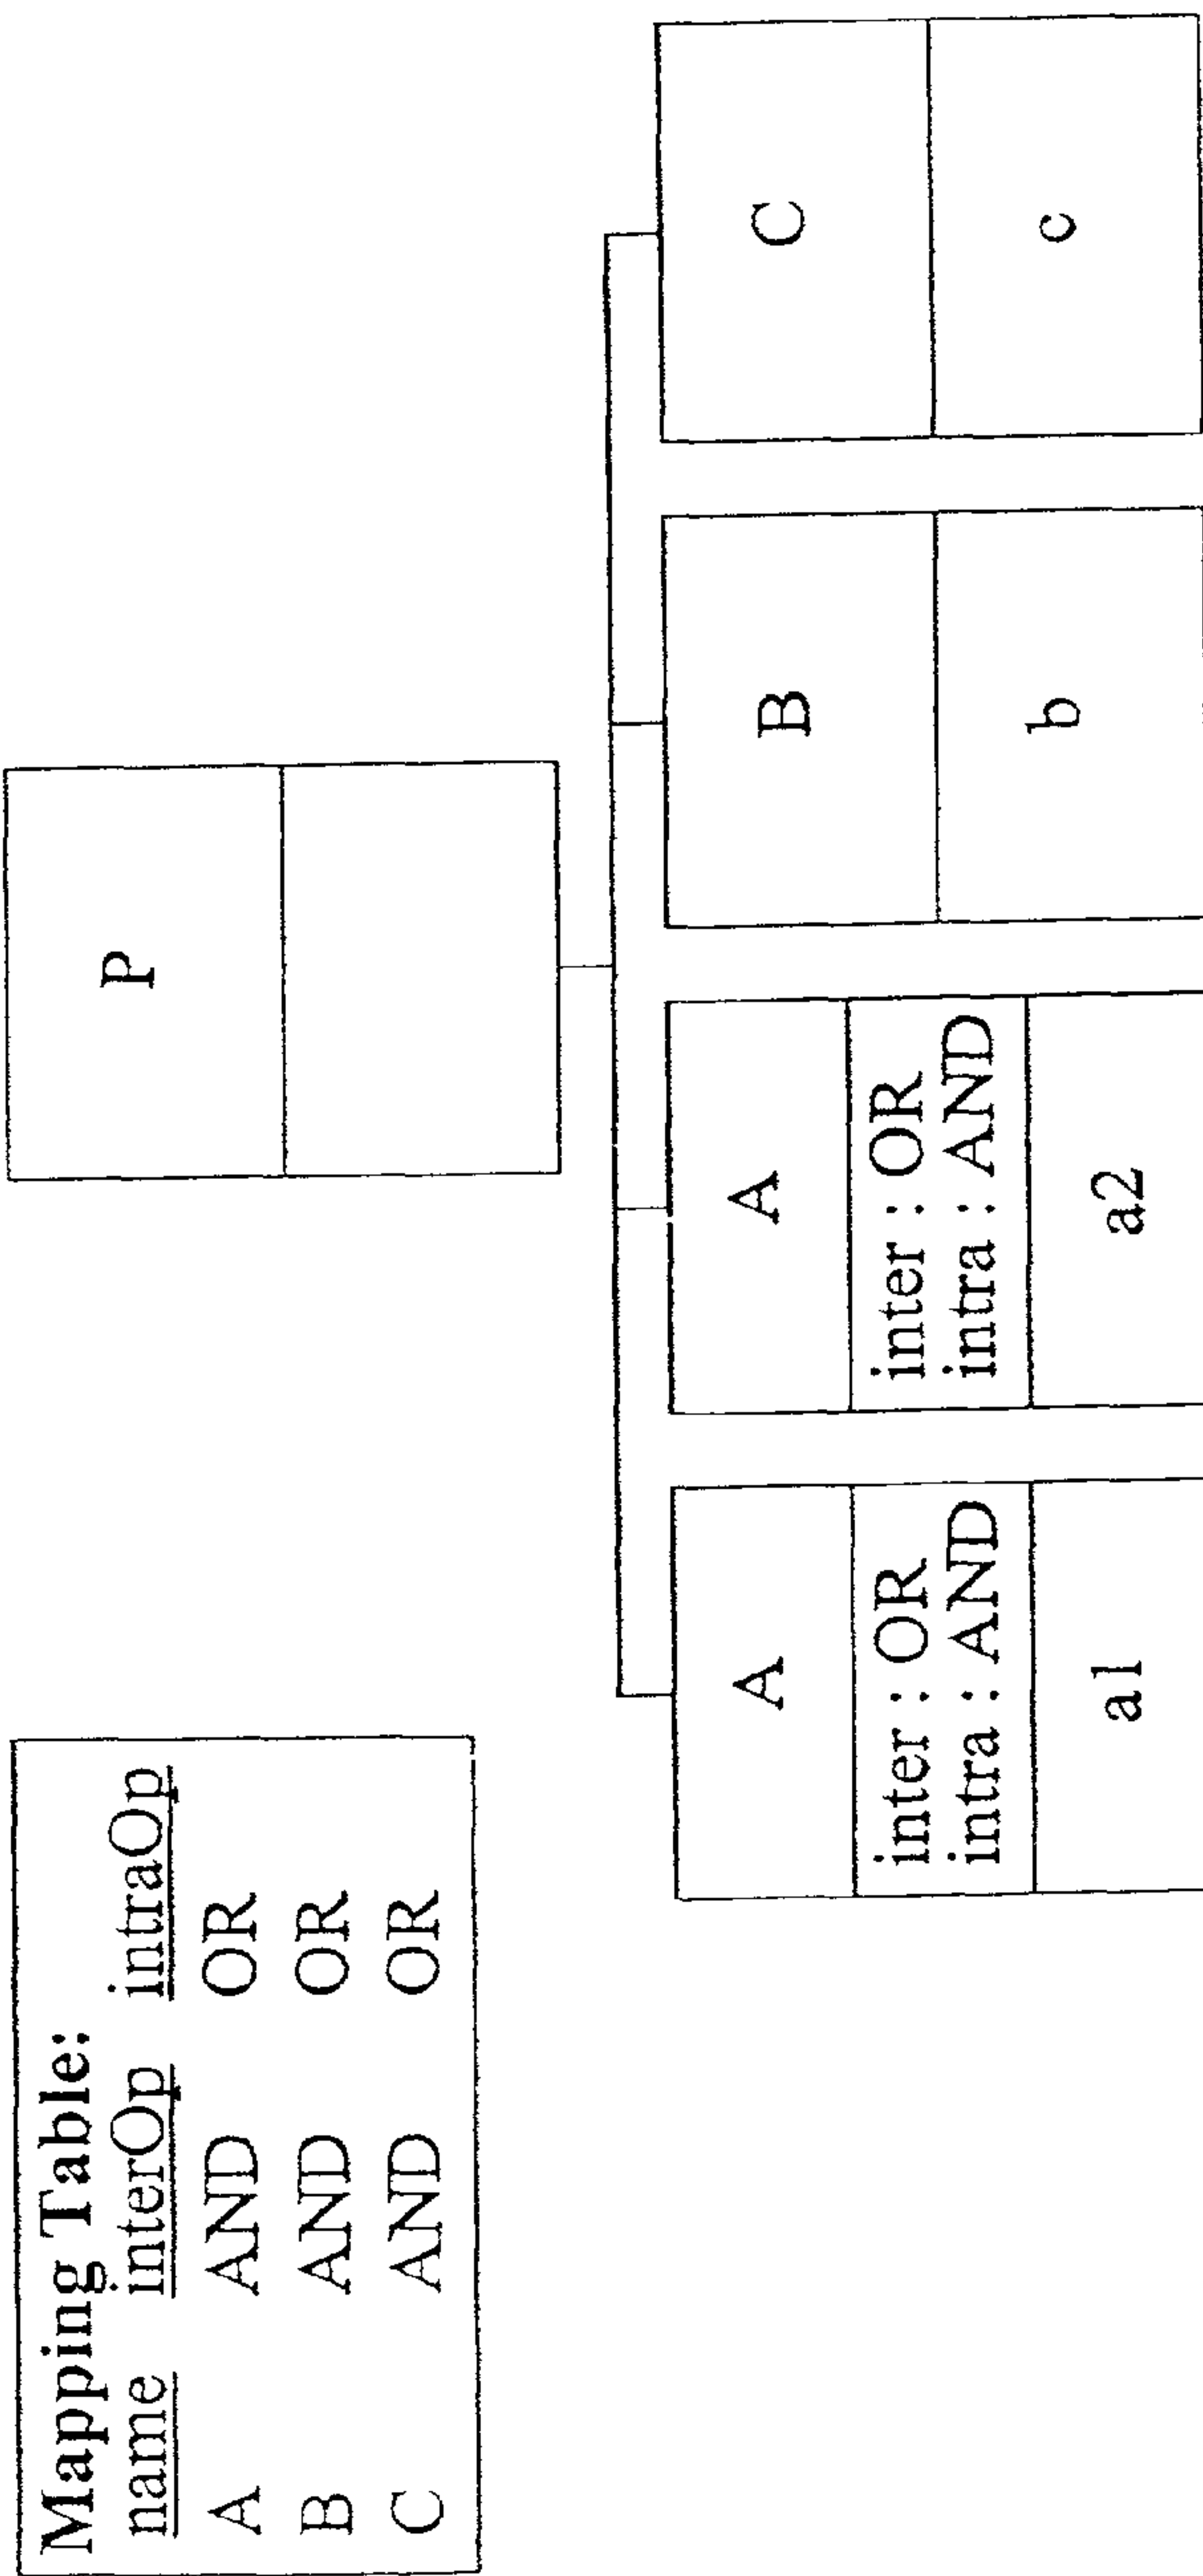 Mapping Table:
name interOp intraOp
A AND OR
B AND OR
C AND OR
P
A
inter : OR
intra : AND
a1
A
inter : OR
intra : AND
a2
B
b
C
c